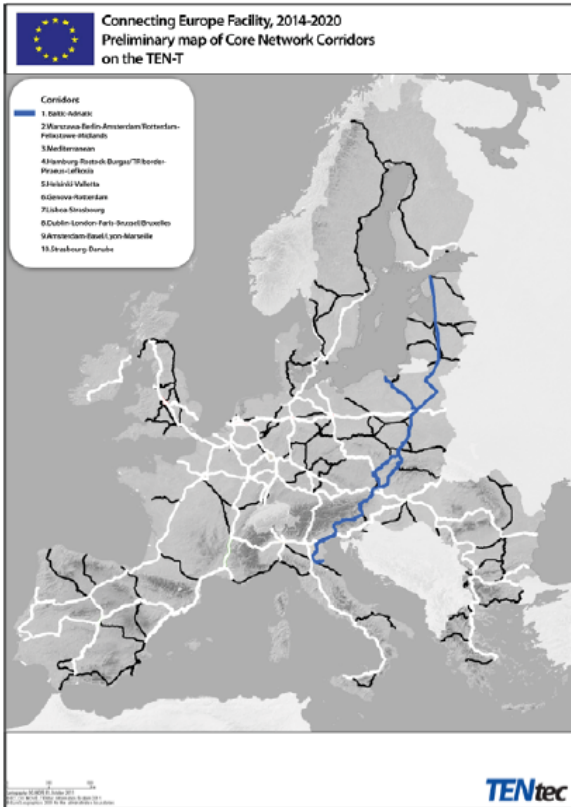 Connecting Europe Facility, 2014-2020
Preliminary map of Core Network Corridors
on the TEN-T
Corridors
1. Baltic-Adriatic
2.Warszawa-Berlin-Amsterdam/Rotterdam-
Felixstowe-Midlands
3.Mediterranean
4.Hamburg-Rostock-Burgas/TRborder-
Piraeus-Lefkosia
5.Helsinki-Valletta
6.Genova-Rotterdam
7.Lisboa-Strasbourg
8.Dublin-London-Paris-Brussel/Bruxelles
9.Amsterdam-Basel/Lyon-Marseille
10.Strasbourg-Danube
TENtec